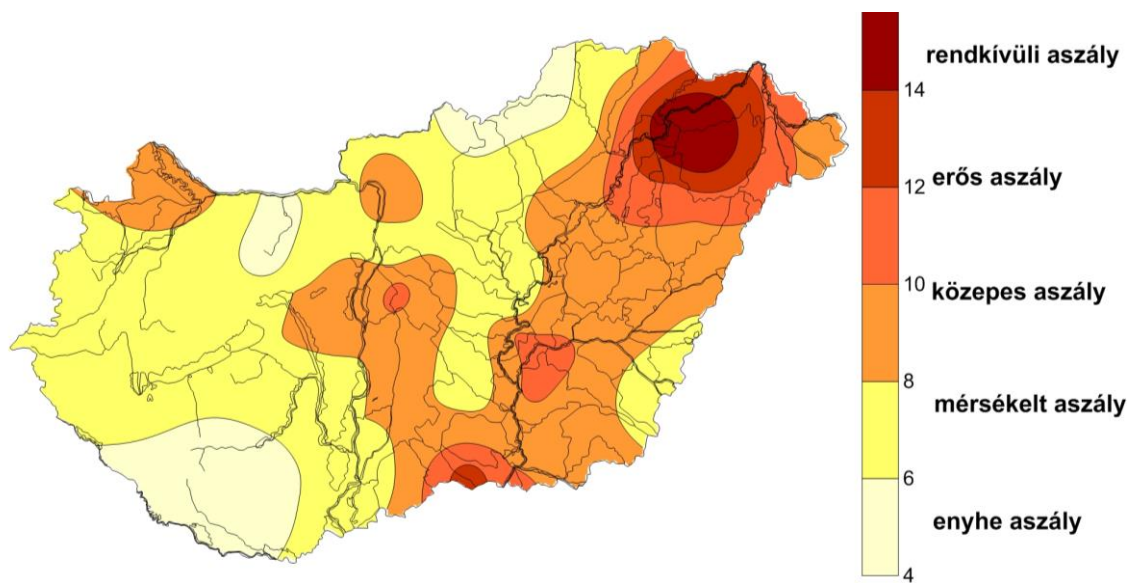 rendkívüli aszály
14
erős aszály
12
10
közepes aszály
8
mérsékelt aszály
6
enyhe aszály
4